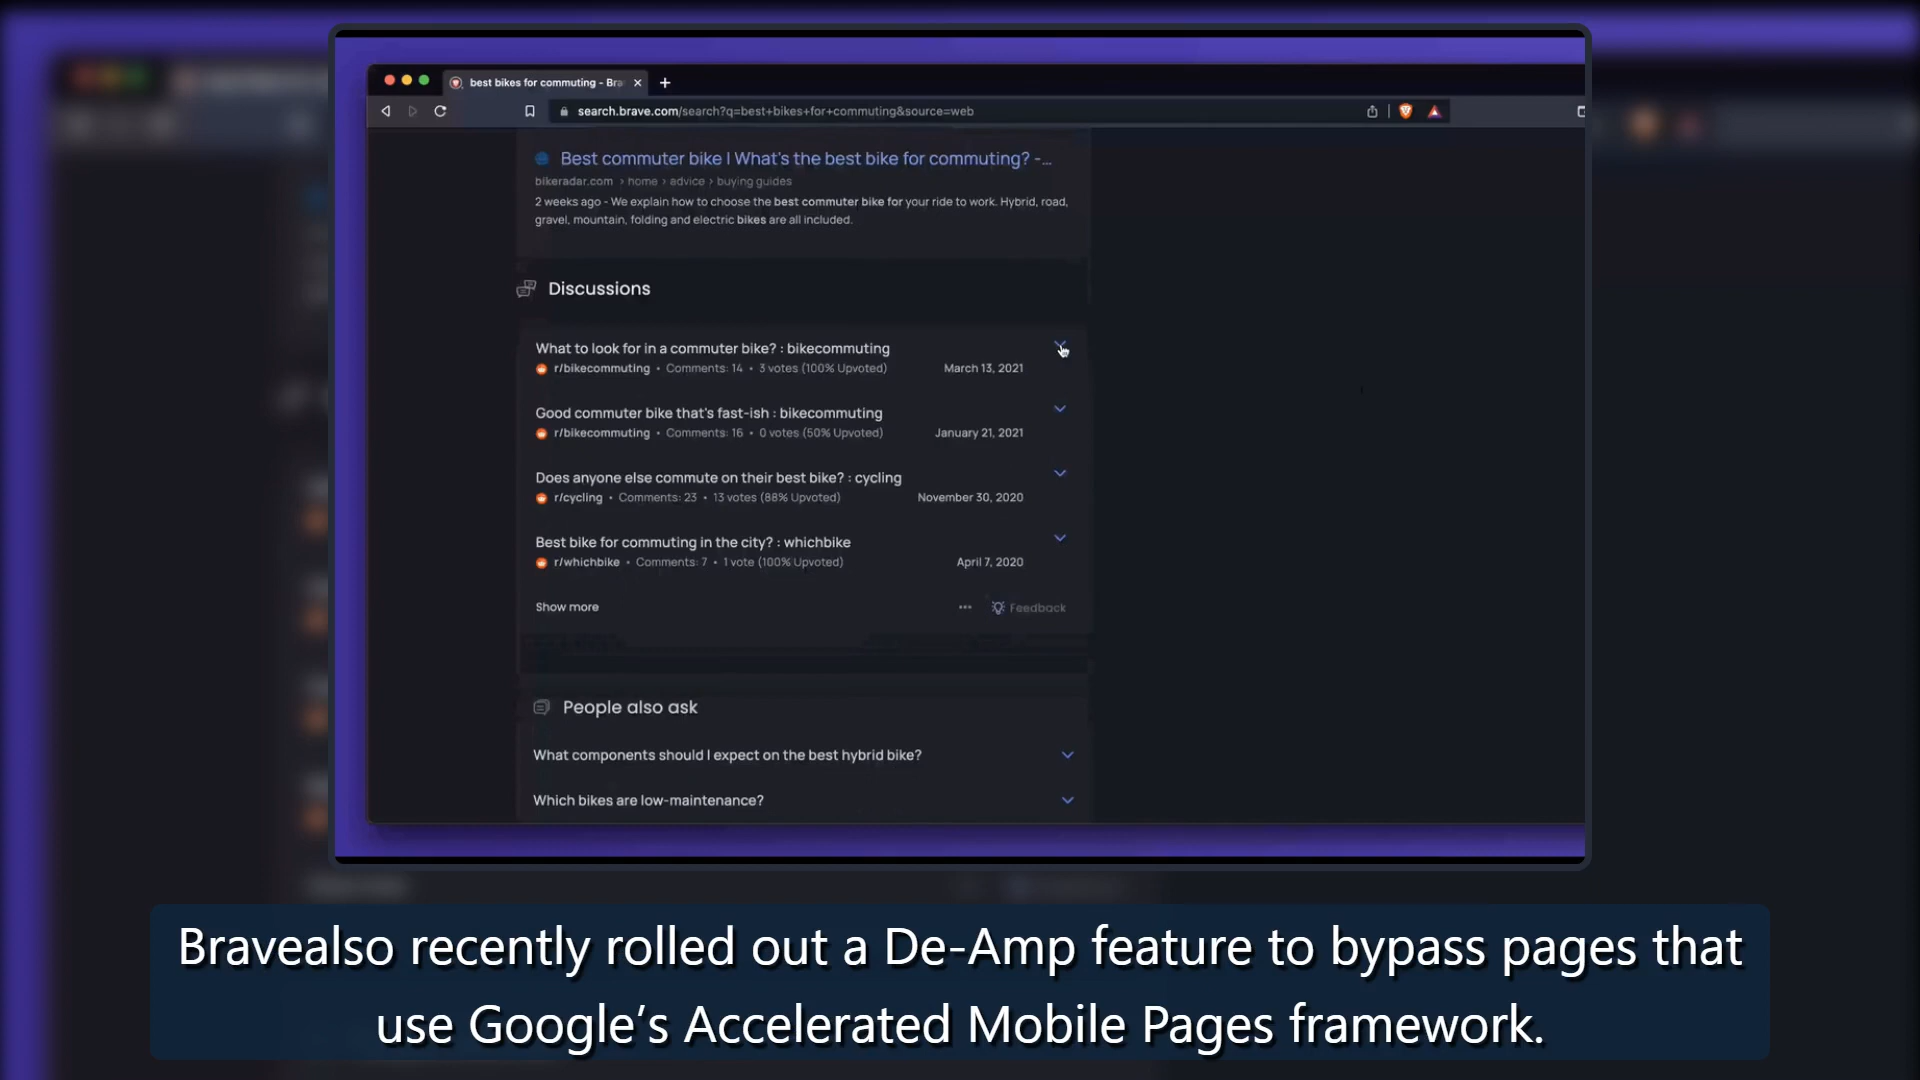 best bikes for commuting - Bra
search.brave.com/search?q=best+bikes+for+commuting&source=web
Best commuter bike | What's the best bike for commuting? -...
bikeradar.com › home › advice › buying guides
2 weeks ago - We explain how to choose the best commuter bike for your ride to work. Hybrid, road,
gravel, mountain, folding and electric bikes are all included.
Discussions
What to look for in a commuter bike? : bikecommuting
r/bikecommuting • Comments: 14 • 3 votes (100% Upvoted) March 13, 2021
Good commuter bike that's fast-ish : bikecommuting
r/bikecommuting • Comments: 16 • 0 votes (50% Upvoted) January 21, 2021
Does anyone else commute on their best bike? : cycling
r/cycling • Comments: 23 • 13 votes (88% Upvoted) November 30, 2020
Best bike for commuting in the city? : whichbike
r/whichbike • Comments: 7 • 1 vote (100% Upvoted) April 7, 2020
Show more ... Feedback
People also ask
What components should I expect on the best hybrid bike?
Which bikes are low-maintenance?
Bravealso recently rolled out a De-Amp feature to bypass pages that
use Google’s Accelerated Mobile Pages framework.